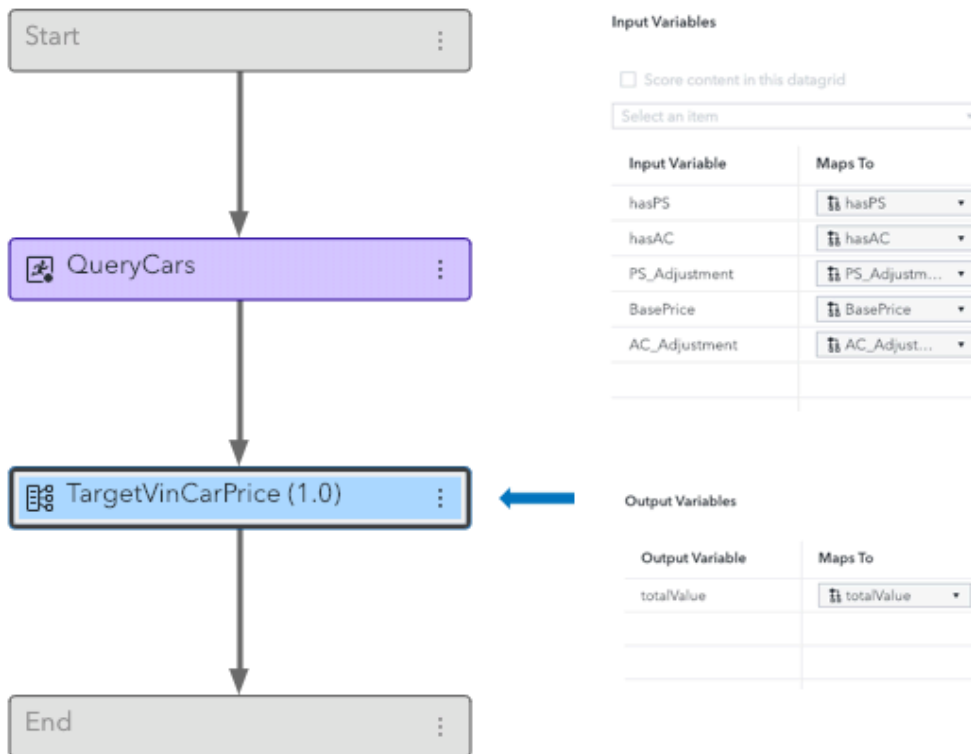 Start
QueryCars
TargetVinCarPrice (1.0)
End
Input Variables
Score content in this datagrid
Select an item
Input Variable Maps To
hasPS hasPS
hasAC hasAC
PS_Adjustment PS_Adjustm...
BasePrice BasePrice
AC_Adjustment AC_Adjust...
Output Variables
Output Variable Maps To
totalValue totalValue